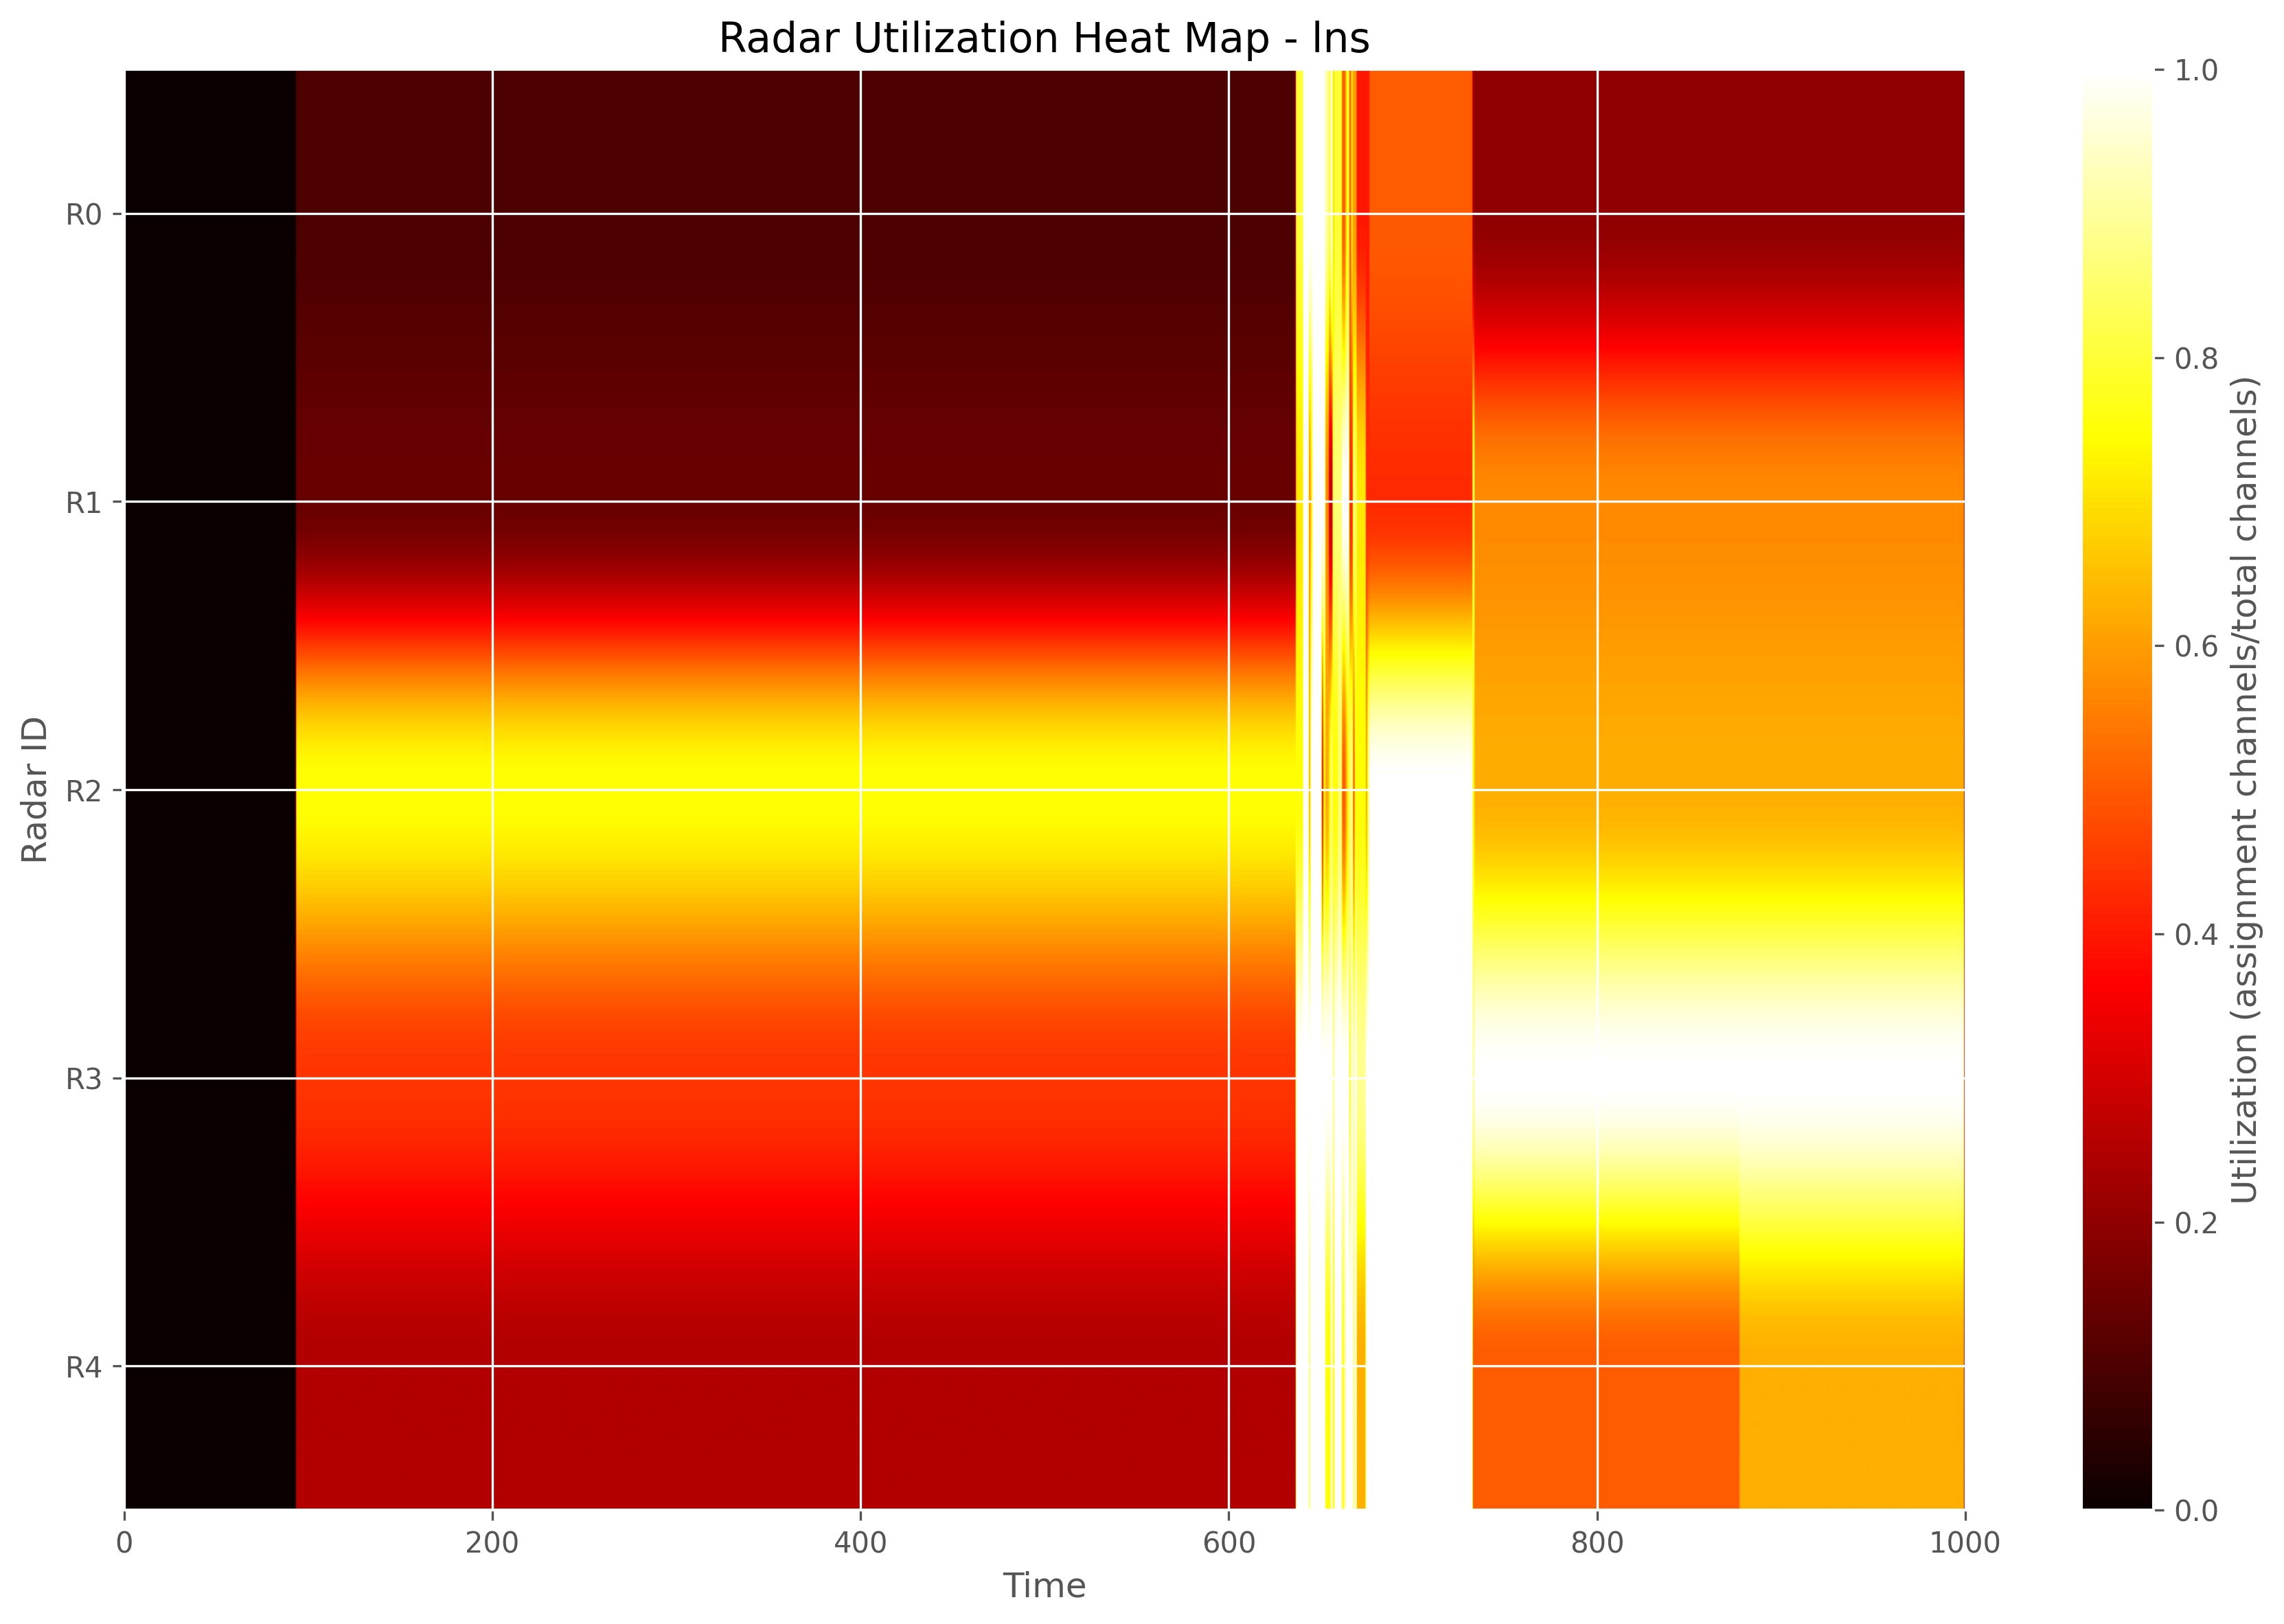 Radar Utilization Heat Map - lns
Radar ID
R0
R1
R2
R3
R4
0
200
400
600
800
1000
Time
1.0
0.8
0.6
0.4
0.2
0.0
Utilization (assignment channels/total channels)